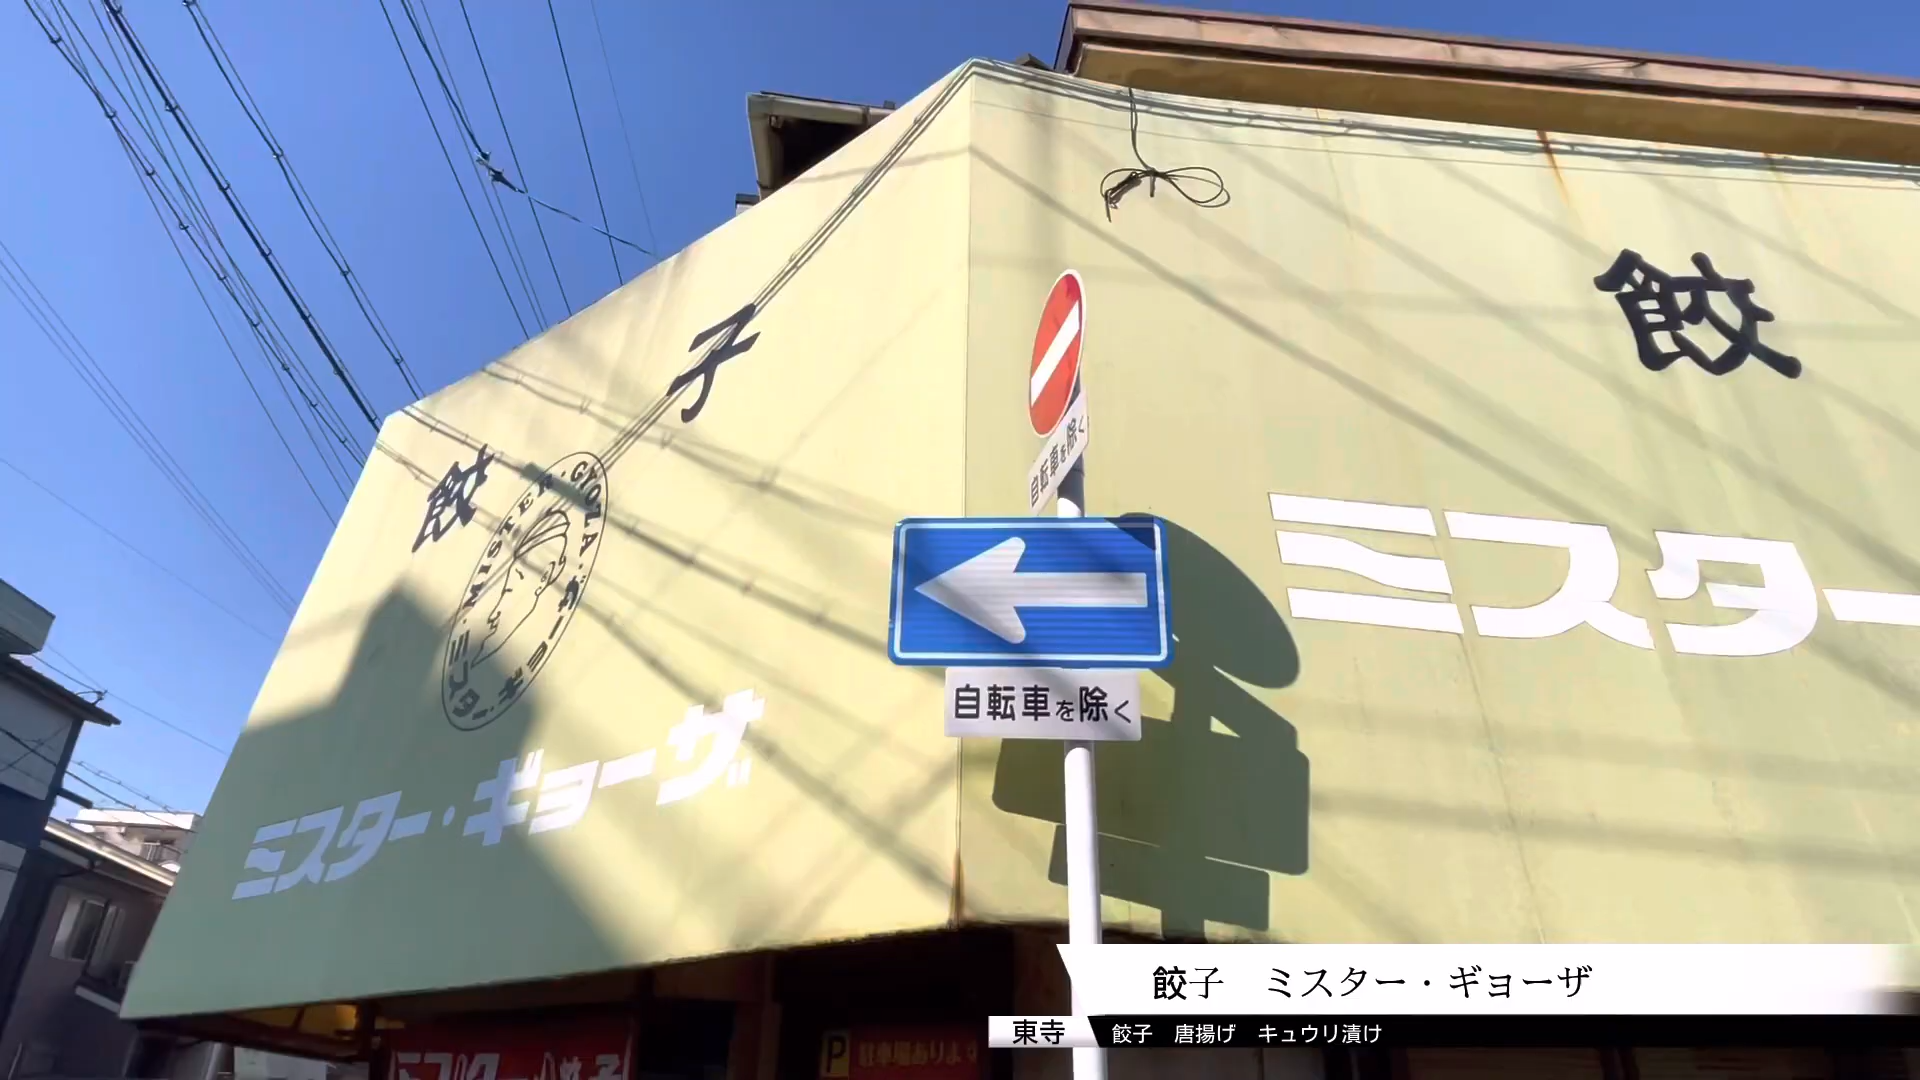 餃子
MISTER・GYOZA・ミスター・ギョーザ
ミスター・ギョーザ
餃
ミスター
自転車を除く
自転車を除く
P 駐車場あります
餃子 ミスター・ギョーザ
東寺 餃子 唐揚げ キュウリ漬け